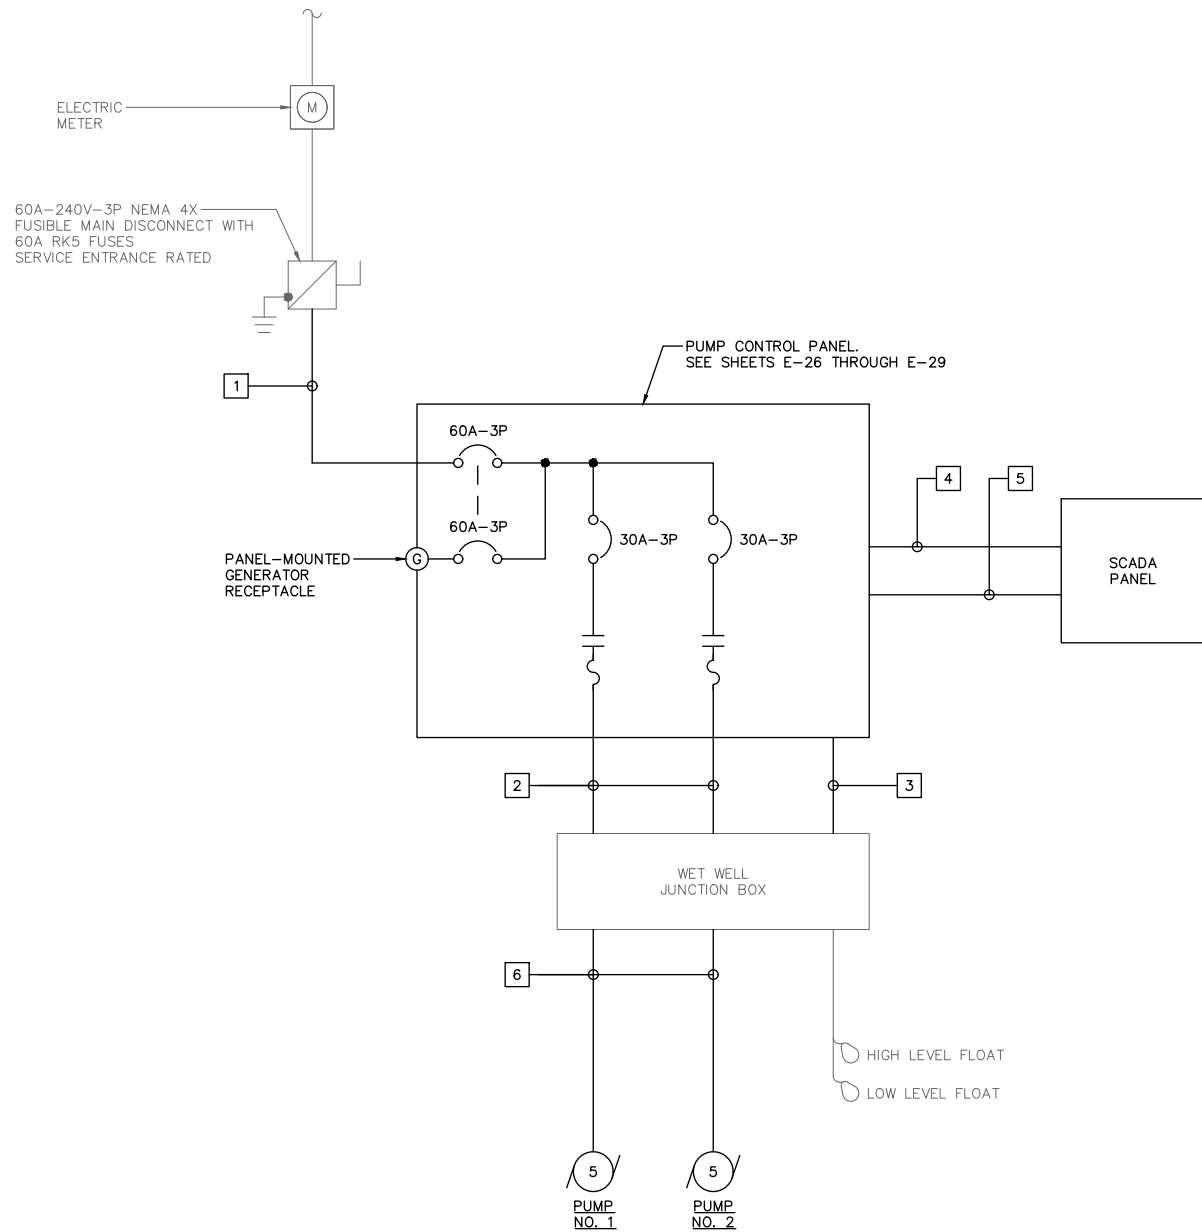 M
ELECTRIC
METER
60A-240V-3P NEMA 4X
FUSIBLE MAIN DISCONNECT WITH
60A RK5 FUSES
SERVICE ENTRANCE RATED
PUMP CONTROL PANEL.
SEE SHEETS E-26 THROUGH E-29
1
60A-3P
4
5
60A-3P
30A-3P
30A-3P
G
PANEL-MOUNTED
GENERATOR
RECEPTACLE
SCADA
PANEL
2
3
WET WELL
JUNCTION BOX
6
HIGH LEVEL FLOAT
LOW LEVEL FLOAT
5
PUMP
NO. 1
5
PUMP
NO. 2